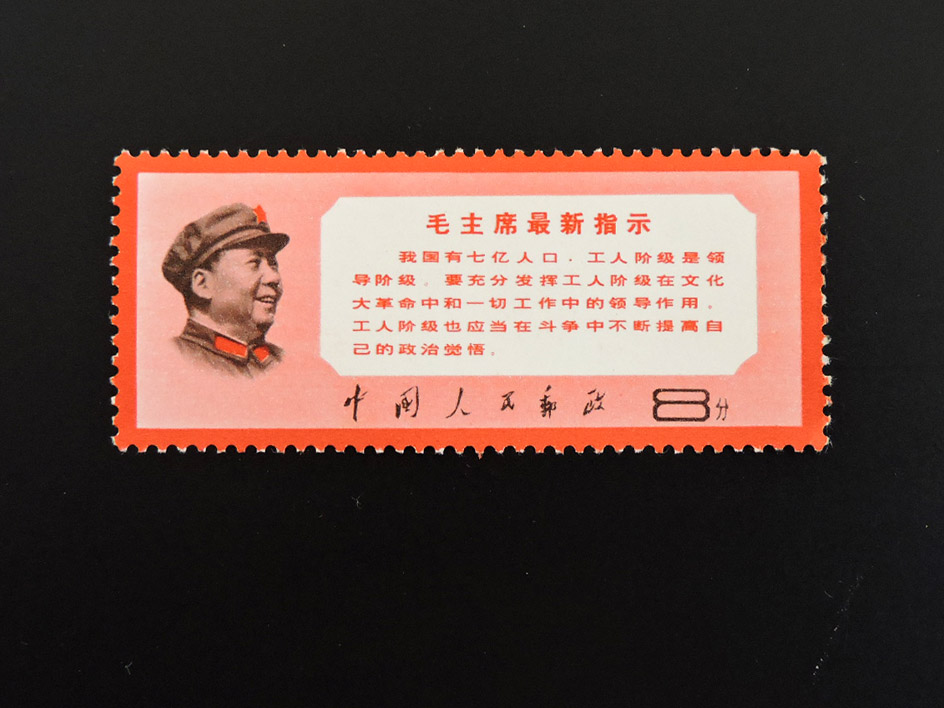 毛主席最新指示
我国有七亿人口·工人阶级是领
导阶级。要充分发挥工人阶级在文化
大革命中和一切工作中的领导作用。
工人阶级也应当在斗争中不断提高自
己的政治觉悟。
中国人民郵政 8分